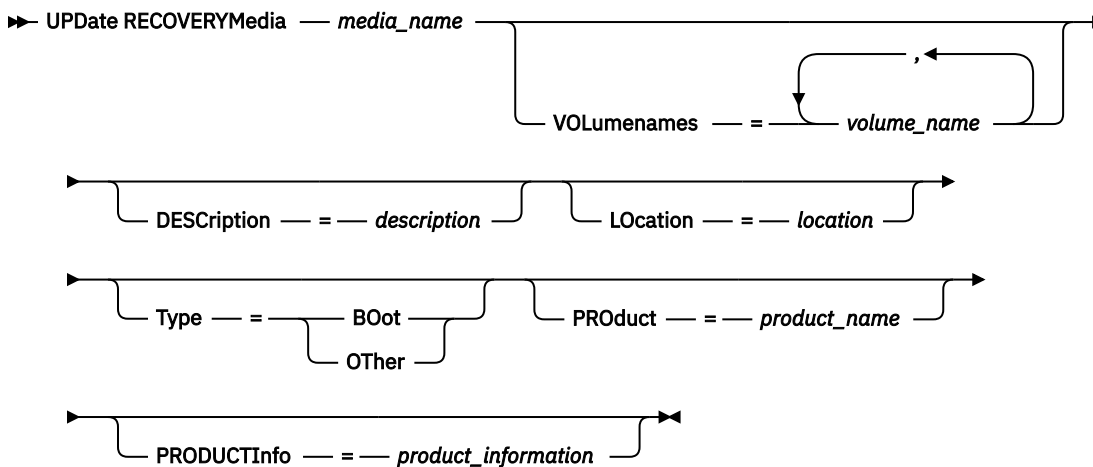 UPDate RECOVERYMedia media_name
,
VOLumenames = volume_name
DESCription = description LOcation = location
Type = BOot PROduct = product_name
OTher
PRODUCTInfo = product_information